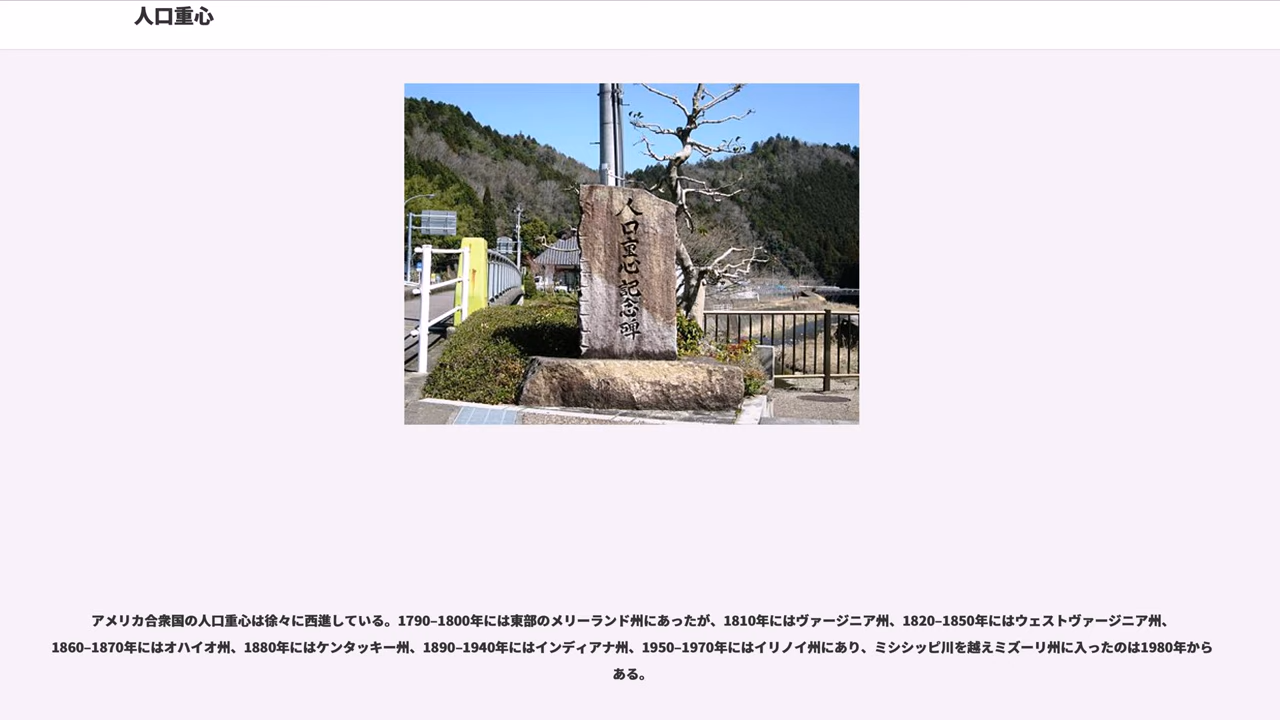 人口重心
人口重心記念碑
アメリカ合衆国の人口重心は徐々に西進している。1790–1800年には東部のメリーランド州にあったが、1810年にはヴァージニア州、1820–1850年にはウェストヴァージニア州、
1860–1870年にはオハイオ州、1880年にはケンタッキー州、1890–1940年にはインディアナ州、1950–1970年にはイリノイ州にあり、ミシシッピ川を越えミズーリ州に入ったのは1980年から
ある。